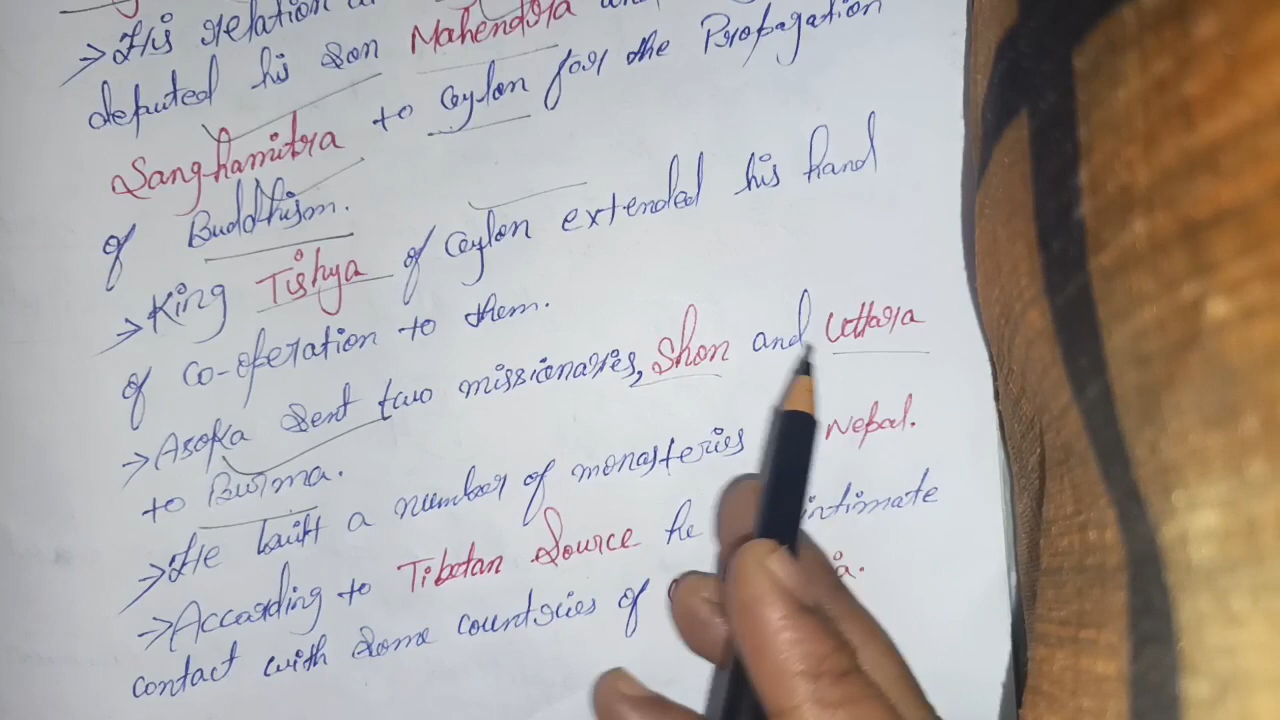 →His relation
deputed his son Mahendra
Sanghamitra to Ceylon for the Propagation
of Buddhism.
→King Tishya of Ceylon extended his hand
of co-operation to them.
→Asoka sent two missionaries, Shon and Uttara
to Burma.
→He built a number of monasteries Nepal.
→According to Tibetan Source he intimate
contact with some countries of